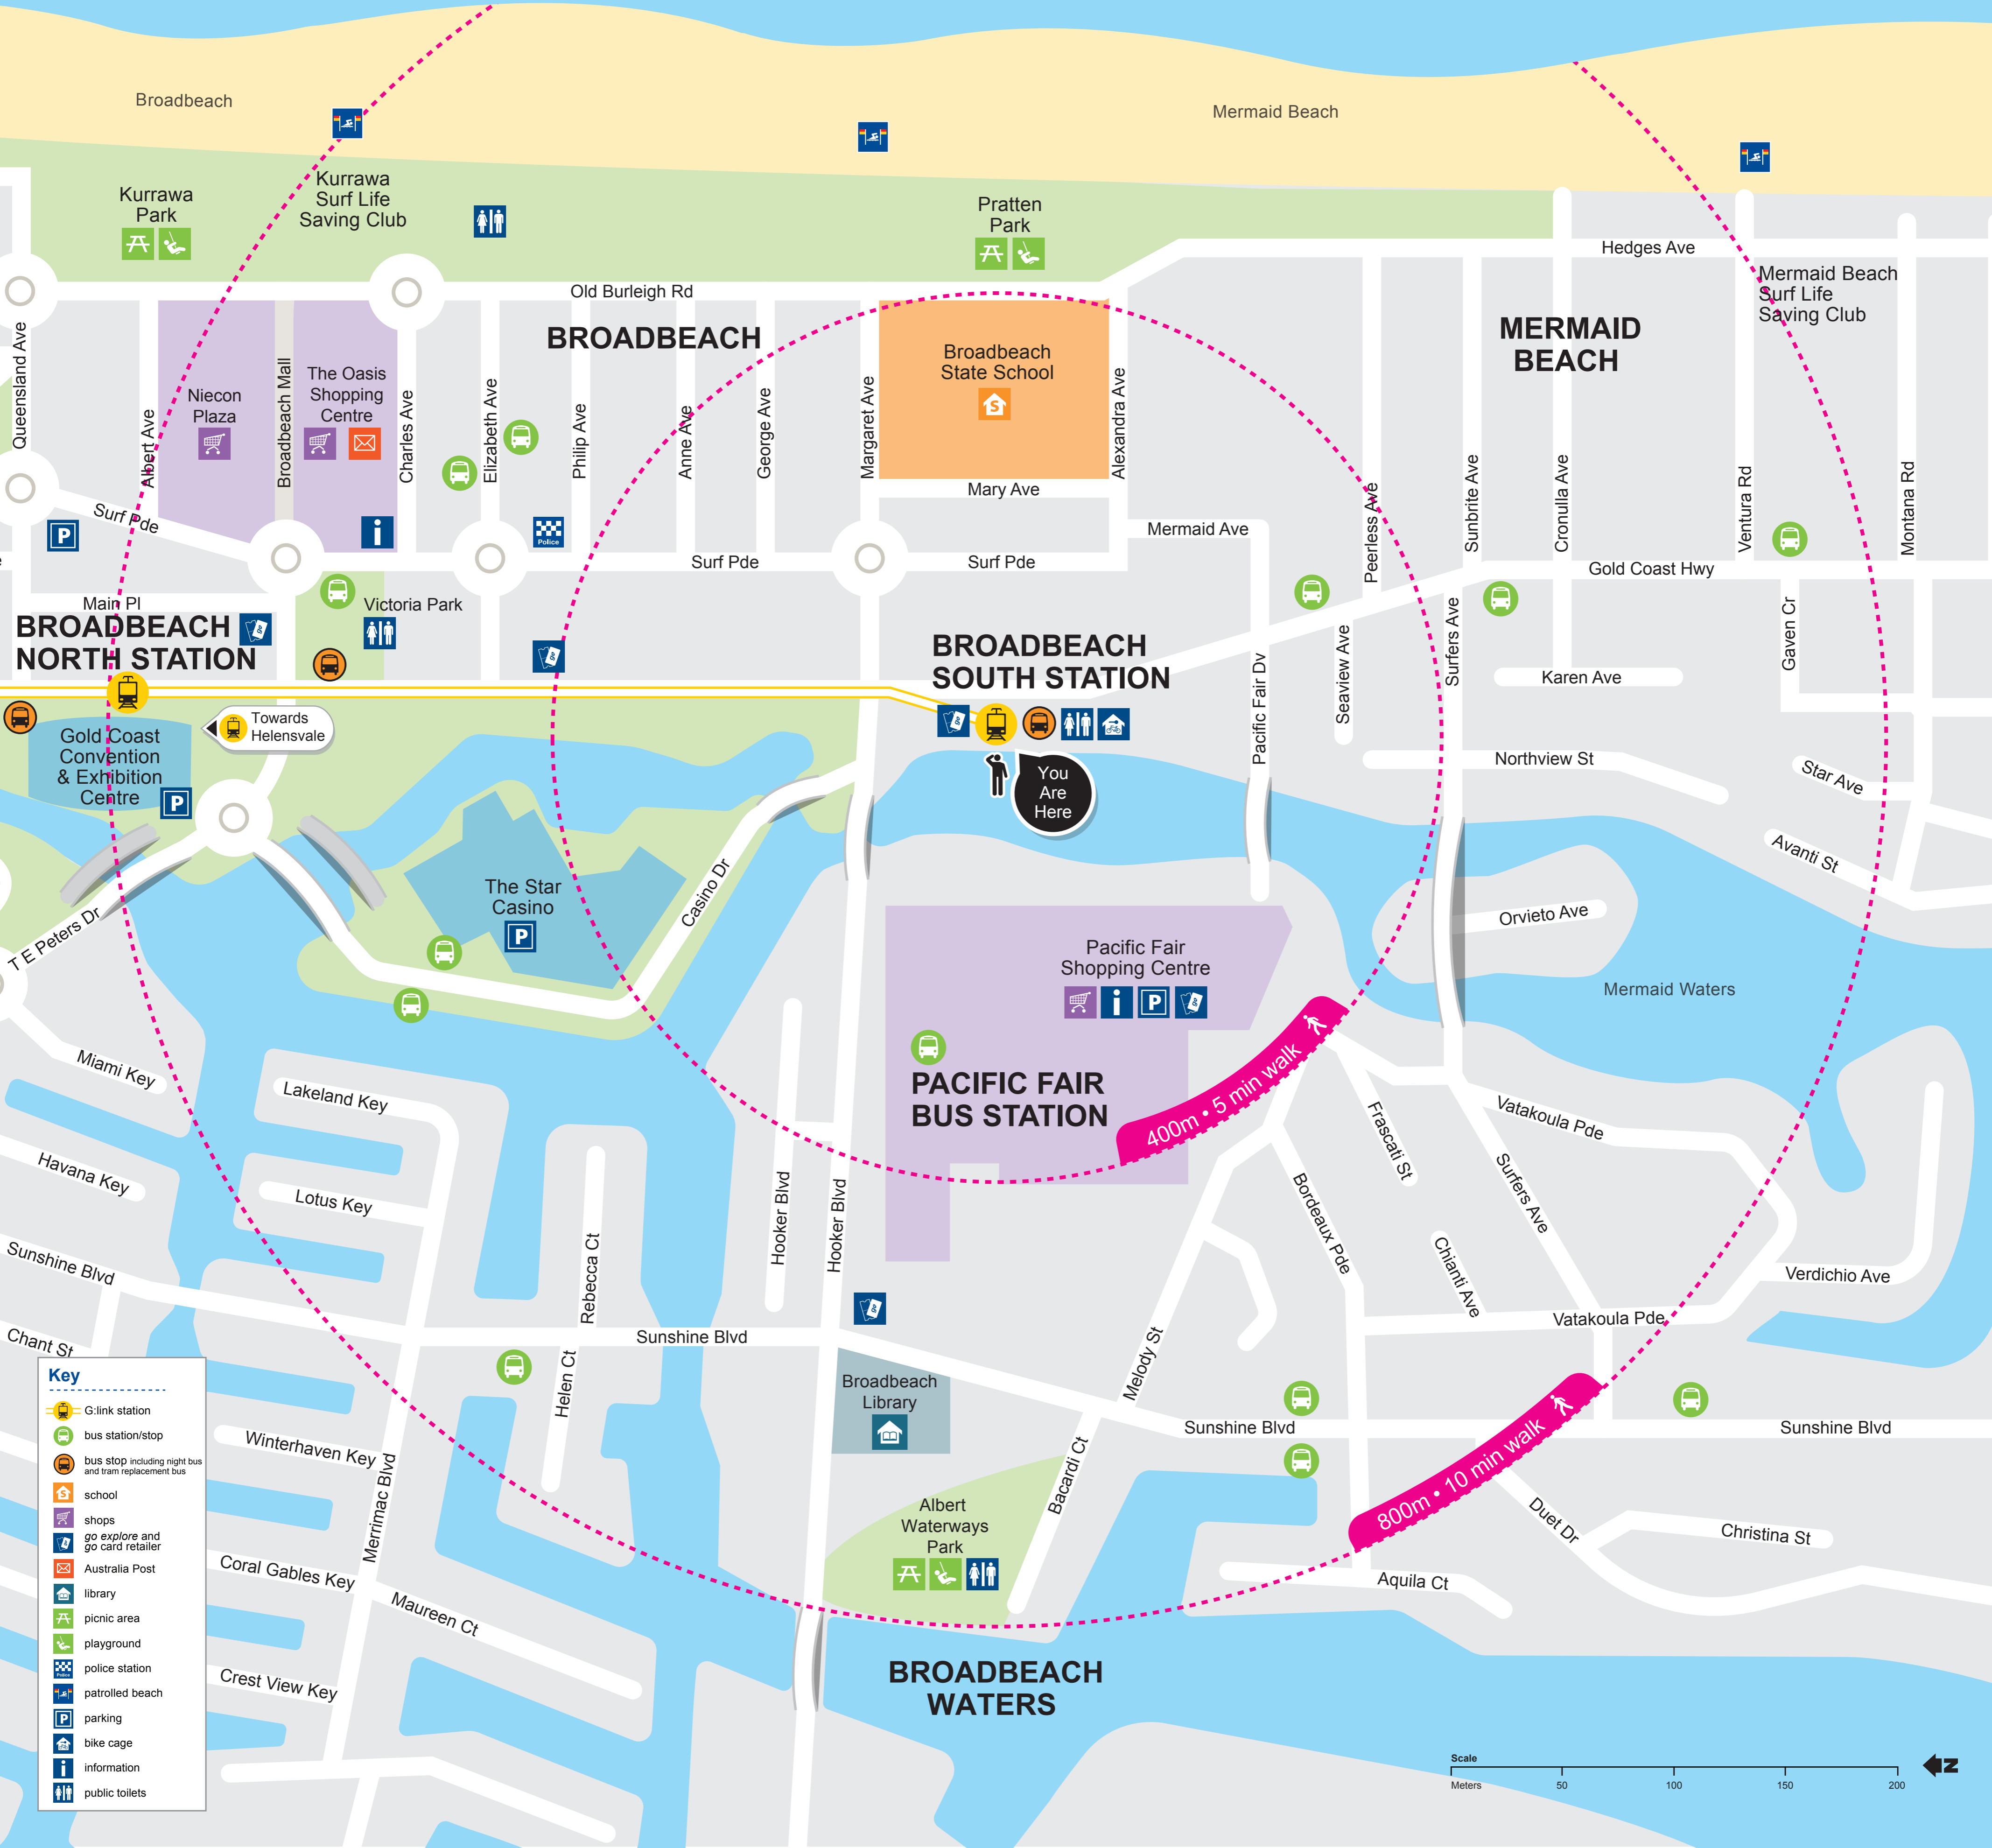 Broadbeach
Mermaid Beach
Kurrawa
Park
Kurrawa
Surf Life
Saving Club
Pratten
Park
Hedges Ave
Mermaid Beach
Surf Life
Saving Club
Old Burleigh Rd
BROADBEACH
MERMAID
BEACH
Queensland Ave
Albert Ave
Niecon
Plaza
Broadbeach Mall
The Oasis
Shopping
Centre
Charles Ave
Elizabeth Ave
Philip Ave
Anne Ave
George Ave
Margaret Ave
Broadbeach
State School
S
Alexandra Ave
Mary Ave
Mermaid Ave
Peerless Ave
Sunbrite Ave
Cronulla Ave
Ventura Rd
Montana Rd
P
Surf Pde
i
Police
Surf Pde
Surf Pde
Gold Coast Hwy
Main Pl
Victoria Park
BROADBEACH
NORTH STATION
go
go
BROADBEACH
SOUTH STATION
go
Pacific Fair Dv
Seaview Ave
Surfers Ave
Karen Ave
Gaven Cr
Towards
Helensvale
Gold Coast
Convention
& Exhibition
Centre
P
You
Are
Here
Northview St
Star Ave
Avanti St
T E Peters Dr
The Star
Casino
P
Casino Dr
Orvieto Ave
Mermaid Waters
Pacific Fair
Shopping Centre
i
P
go
PACIFIC FAIR
BUS STATION
400m • 5 min walk
Miami Key
Lakeland Key
Havana Key
Lotus Key
Hooker Blvd
Hooker Blvd
Rebecca Ct
Frascati St
Vatakoula Pde
Surfers Ave
Bordeaux Pde
Chianti Ave
Verdichio Ave
Vatakoula Pde
Sunshine Blvd
Chant St
Sunshine Blvd
go
Helen Ct
Broadbeach
Library
Melody St
Sunshine Blvd
Sunshine Blvd
800m • 10 min walk
Winterhaven Key
Merrimac Blvd
Bacardi Ct
Albert
Waterways
Park
Duet Dr
Christina St
Aquila Ct
Coral Gables Key
Maureen Ct
Crest View Key
BROADBEACH
WATERS
Key
G:link station
bus station/stop
bus stop including night bus
and tram replacement bus
S
school
shops
go explore and
go card retailer
Australia Post
library
picnic area
playground
Police
police station
patrolled beach
P
parking
bike cage
i
information
public toilets
Scale
Meters
50
100
150
200
N